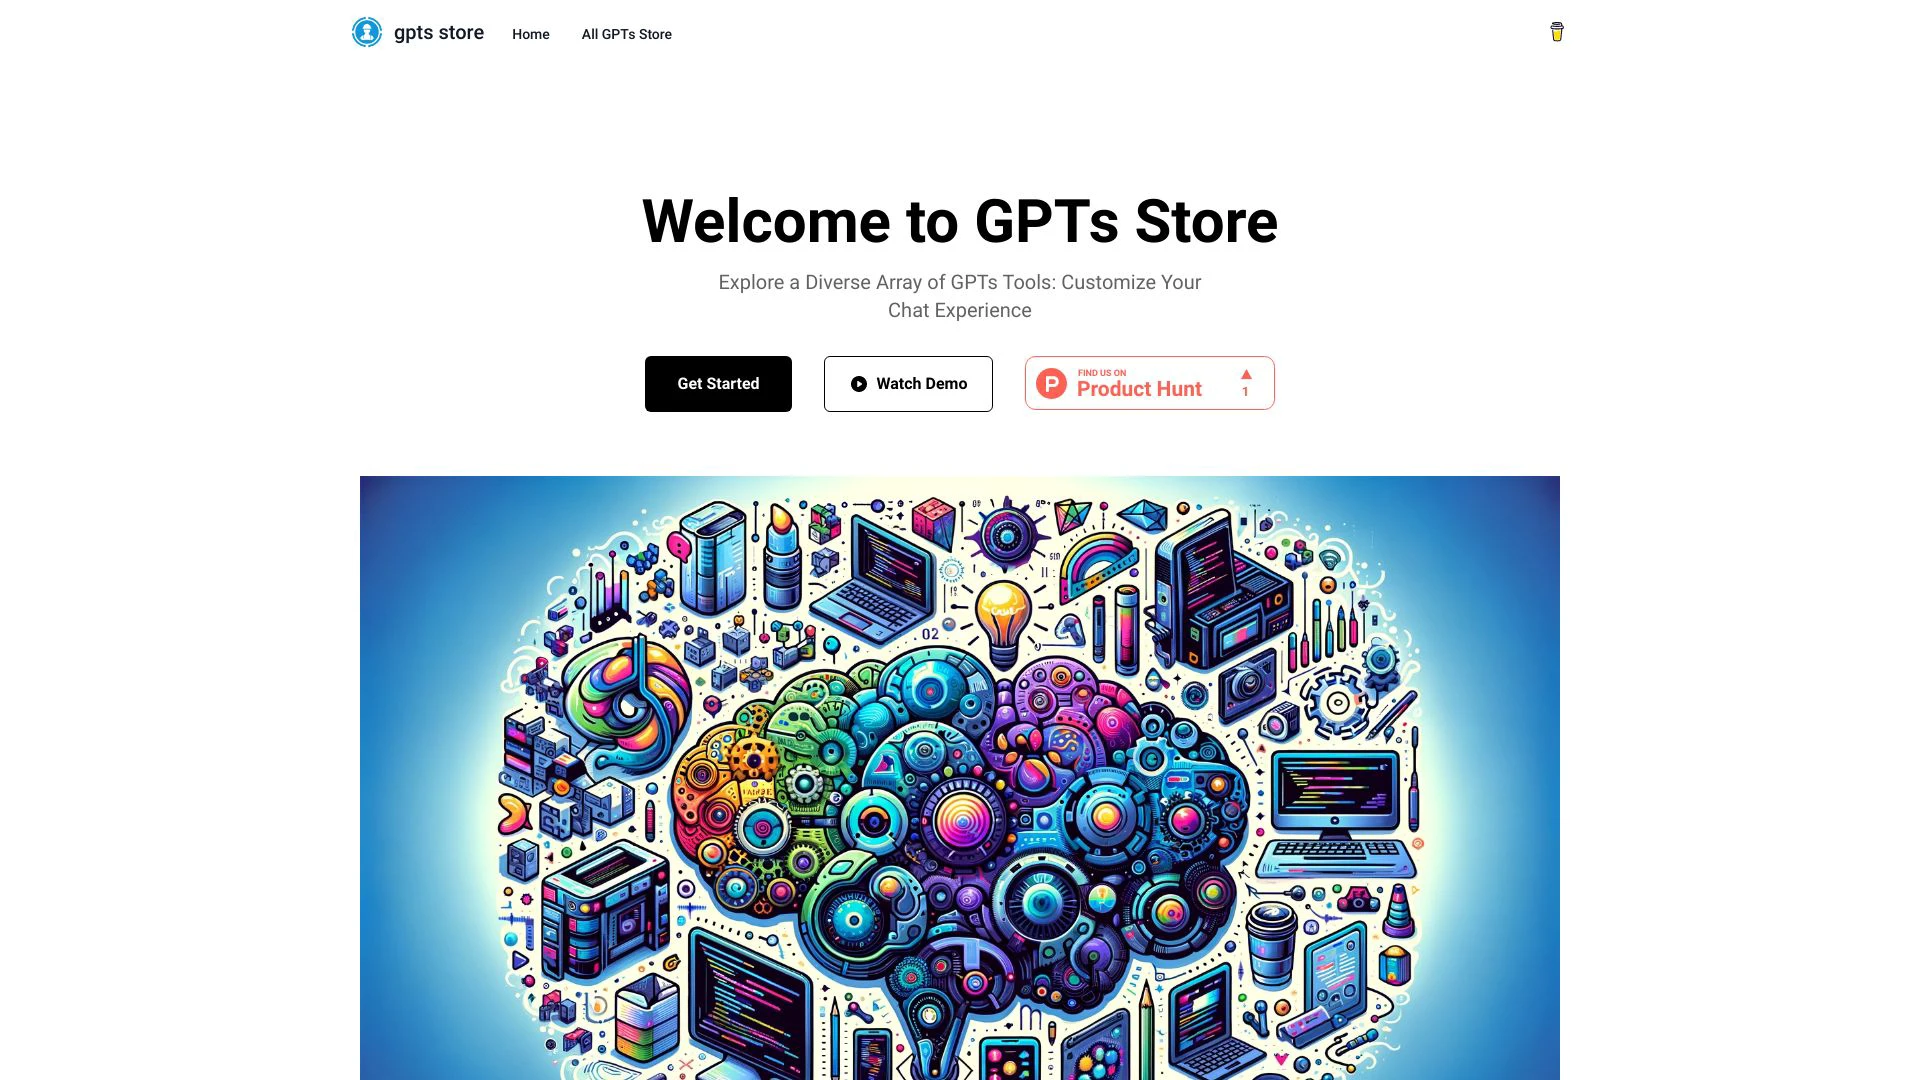 gpts store
Home
All GPTs Store
Welcome to GPTs Store
Explore a Diverse Array of GPTs Tools: Customize Your
Chat Experience
Get Started
Watch Demo
FIND US ON
Product Hunt
1
02